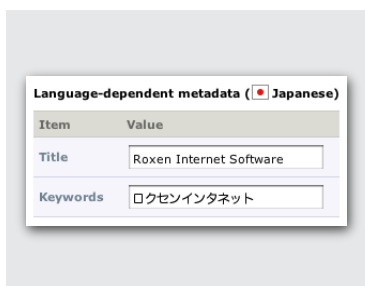 Language-dependent metadata (Japanese)
Item Value
Title Roxen Internet Software
Keywords ロクセンインタネット